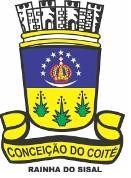 CONCEIÇÃO DO COITÉ
RAINHA DO SISAL